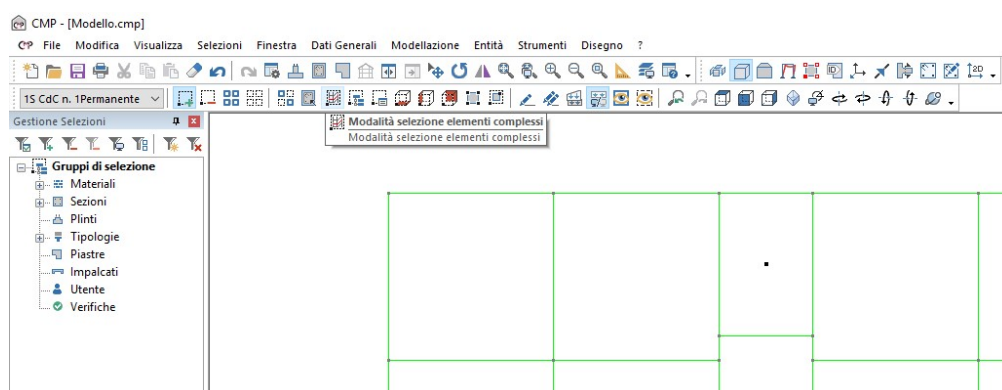 CMP - [Modello.cmp]
CMP File Modifica Visualizza Selezioni Finestra Dati Generali Modellazione Entità Strumenti Disegno ?
2D
1S CdC n. 1Permanente
Gestione Selezioni
Modalità selezione elementi complessi
Modalità selezione elementi complessi
Gruppi di selezione
Materiali
Sezioni
Plinti
Tipologie
Piastre
Impalcati
Utente
Verifiche